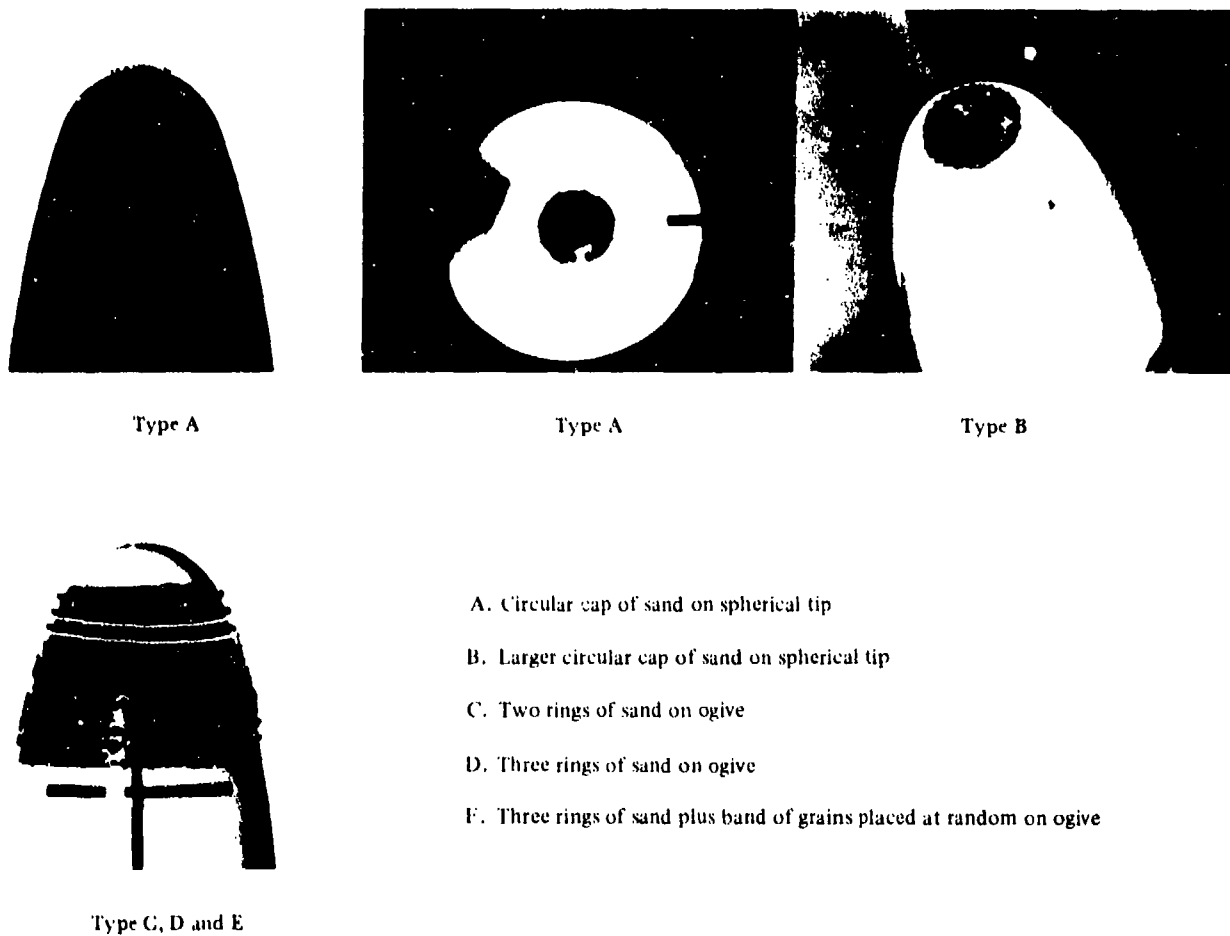 Type A
Type A
Type B
A. Circular cap of sand on spherical tip
B. Larger circular cap of sand on spherical tip
C. Two rings of sand on ogive
D. Three rings of sand on ogive
E. Three rings of sand plus band of grains placed at random on ogive
Type C, D and E